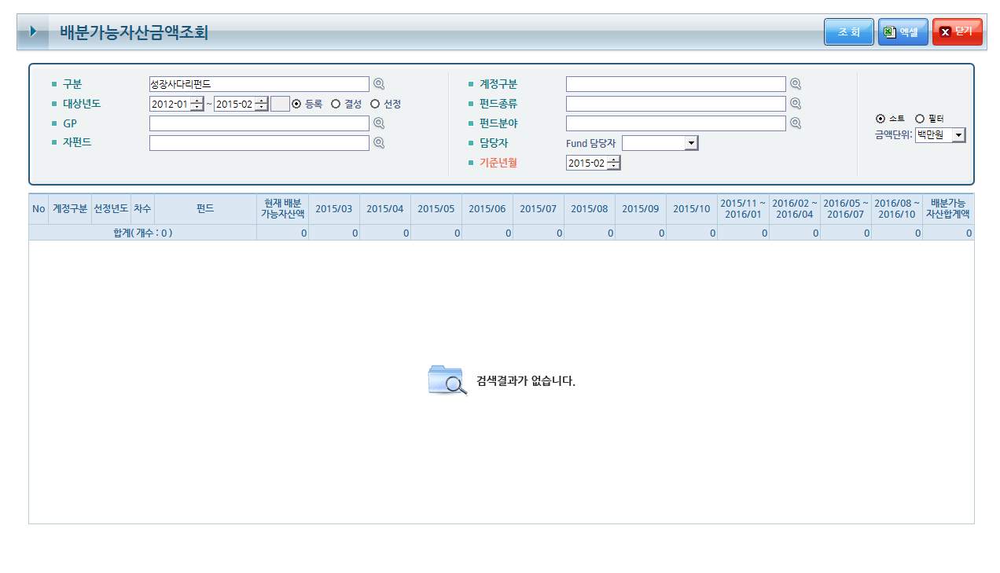 배분가능자산금액조회
조 회 엑셀 닫기
구분 성장사다리펀드 계정구분
대상년도 2012-01 ~ 2015-02 등록 결성 선정 펀드종류
GP 펀드분야
소트 필터
자펀드 담당자 Fund 담당자 금액단위: 백만원
기준년월 2015-02
No 계정구분 선정년도 차수 펀드 현재 배분 가능자산액 2015/03 2015/04 2015/05 2015/06 2015/07 2015/08 2015/09 2015/10 2015/11 ~ 2016/01 2016/02 ~ 2016/04 2016/05 ~ 2016/07 2016/08 ~ 2016/10 배분가능 자산합계액
합계( 개수 : 0 ) 0 0 0 0 0 0 0 0 0 0 0 0 0 0
검색결과가 없습니다.